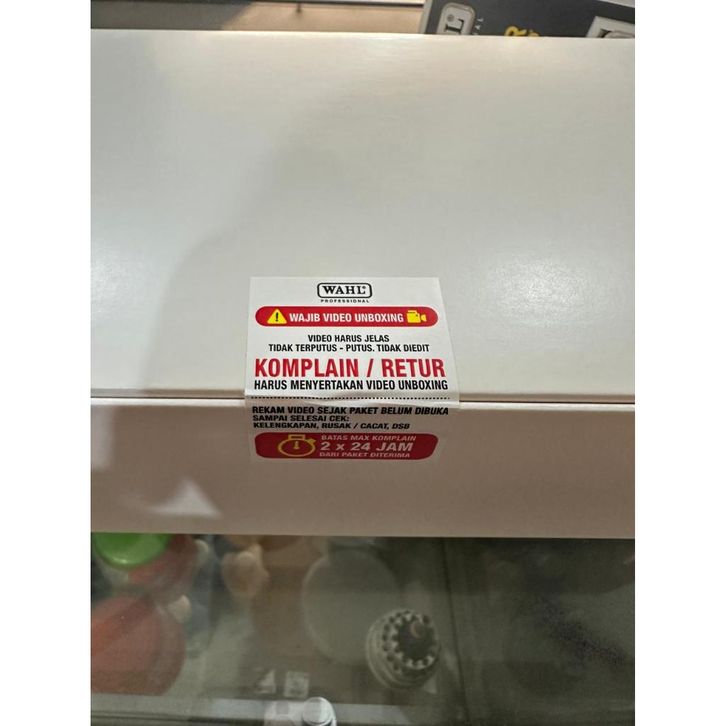 WAHL
PROFESSIONAL
WAJIB VIDEO UNBOXING
VIDEO HARUS JELAS
TIDAK TERPUTUS - PUTUS. TIDAK DIEDIT
KOMPLAIN / RETUR
HARUS MENYERTAKAN VIDEO UNBOXING
REKAM VIDEO SEJAK PAKET BELUM DIBUKA
SAMPAI SELESAI CEK:
KELENGKAPAN, RUSAK / CACAT, DSB
BATAS MAX KOMPLAIN
2 x 24 JAM
DARI PAKET DITERIMA